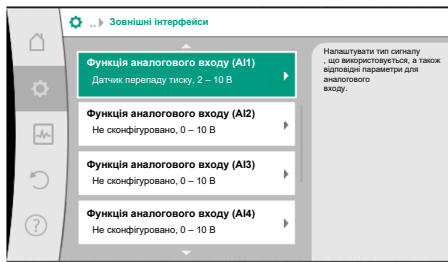 .. Зовнішні інтерфейси
Функція аналогового входу (AI1)
Датчик перепаду тиску, 2 – 10 В
Функція аналогового входу (AI2)
Не сконфігуровано, 0 – 10 В
Функція аналогового входу (AI3)
Не сконфігуровано, 0 – 10 В
Функція аналогового входу (AI4)
Не сконфігуровано, 0 – 10 В
Налаштувати тип сигналу
, що використовується, а також
відповідні параметри для
аналогового
входу.